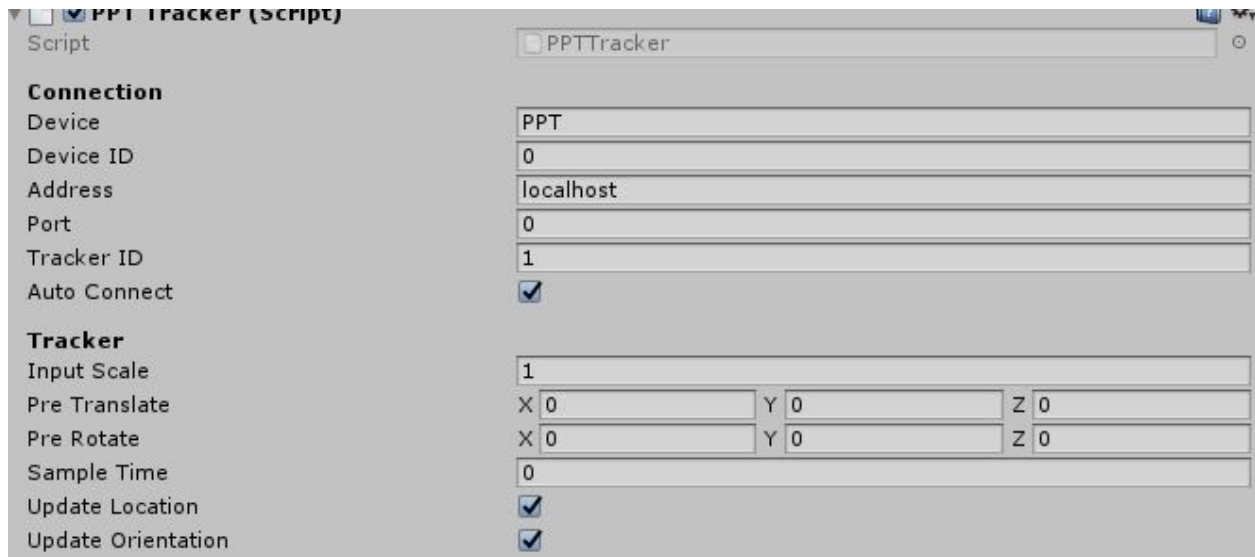 PPT Tracker (Script)
Script PPTTracker
Connection
Device PPT
Device ID 0
Address localhost
Port 0
Tracker ID 1
Auto Connect
Tracker
Input Scale 1
Pre Translate X 0 Y 0 Z 0
Pre Rotate X 0 Y 0 Z 0
Sample Time 0
Update Location
Update Orientation